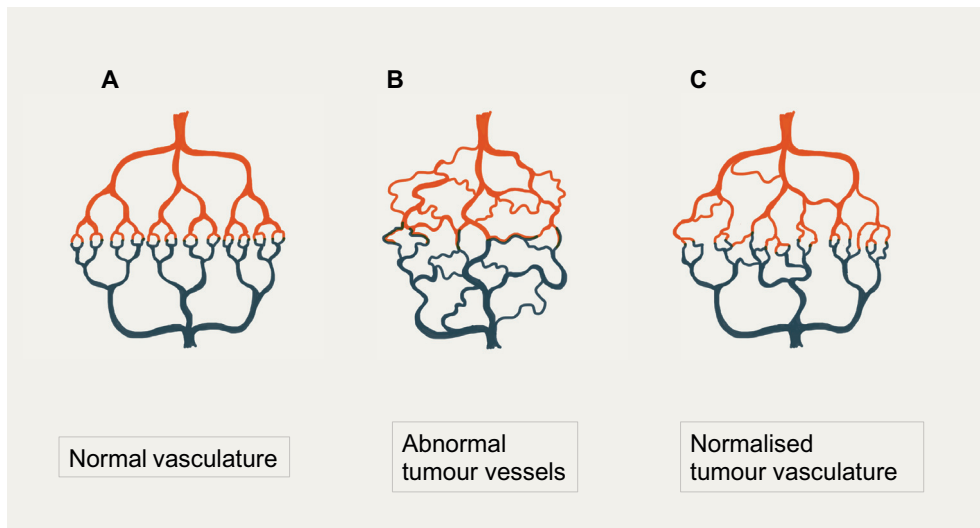 A
B
C
Normal vasculature
Abnormal
tumour vessels
Normalised
tumour vasculature